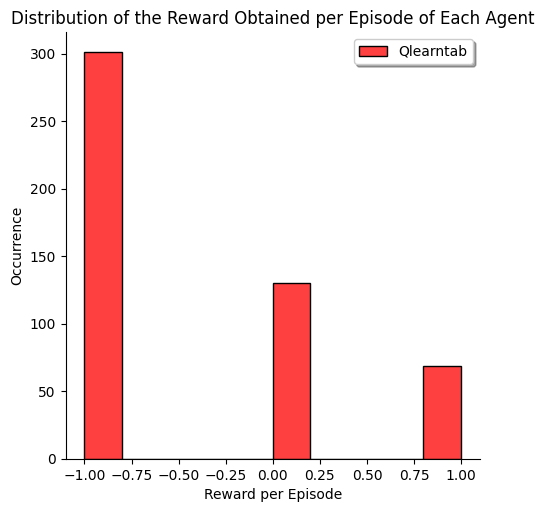 Distribution of the Reward Obtained per Episode of Each Agent
Qlearntab
300
250
200
150
100
50
0
Occurrence
−1.00 −0.75 −0.50 −0.25 0.00 0.25 0.50 0.75 1.00
Reward per Episode